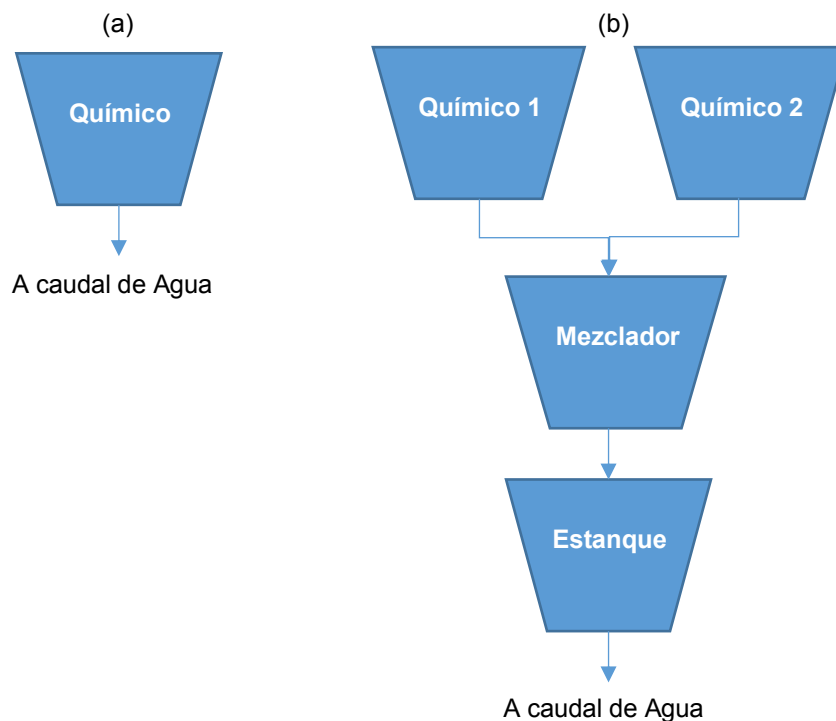 (a)
Químico
A caudal de Agua
(b)
Químico 1
Químico 2
Mezclador
Estanque
A caudal de Agua